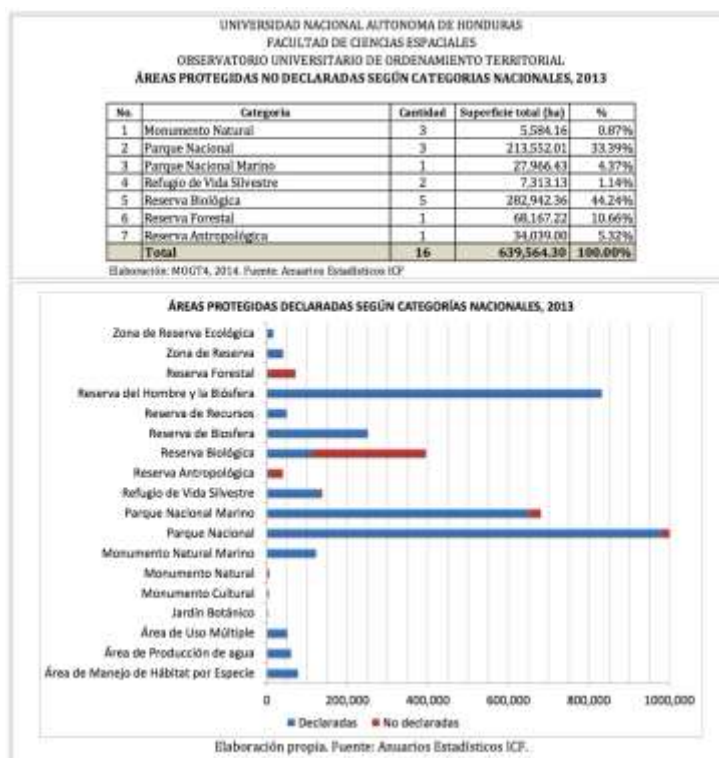 UNIVERSIDAD NACIONAL AUTONOMA DE HONDURAS
FACULTAD DE CIENCIAS ESPACIALES
OBSERVATORIO UNIVERSITARIO DE ORDENAMIENTO TERRITORIAL
ÁREAS PROTEGIDAS NO DECLARADAS SEGÚN CATEGORIAS NACIONALES, 2013
No. Categoría Cantidad Superficie total (ha) %
1 Monumento Natural 3 5,584.16 0.87%
2 Parque Nacional 3 213,552.01 33.39%
3 Parque Nacional Marino 1 27,966.43 4.37%
4 Refugio de Vida Silvestre 2 7,313.13 1.14%
5 Reserva Biológica 5 282,942.36 44.24%
6 Reserva Forestal 1 68,167.22 10.66%
7 Reserva Antropológica 1 34,039.00 5.32%
Total 16 639,564.30 100.00%
Elaboración: MOGT4, 2014. Fuente: Anuarios Estadísticos ICF
ÁREAS PROTEGIDAS DECLARADAS SEGÚN CATEGORÍAS NACIONALES, 2013
Zona de Reserva Ecológica
Zona de Reserva
Reserva Forestal
Reserva del Hombre y la Biósfera
Reserva de Recursos
Reserva de Biosfera
Reserva Biológica
Reserva Antropológica
Refugio de Vida Silvestre
Parque Nacional Marino
Parque Nacional
Monumento Natural Marino
Monumento Natural
Monumento Cultural
Jardín Botánico
Área de Uso Múltiple
Área de Producción de agua
Área de Manejo de Hábitat por Especie
0 200,000 400,000 600,000 800,000 1000,000
Declaradas No declaradas
Elaboración propia. Fuente: Anuarios Estadísticos ICF.